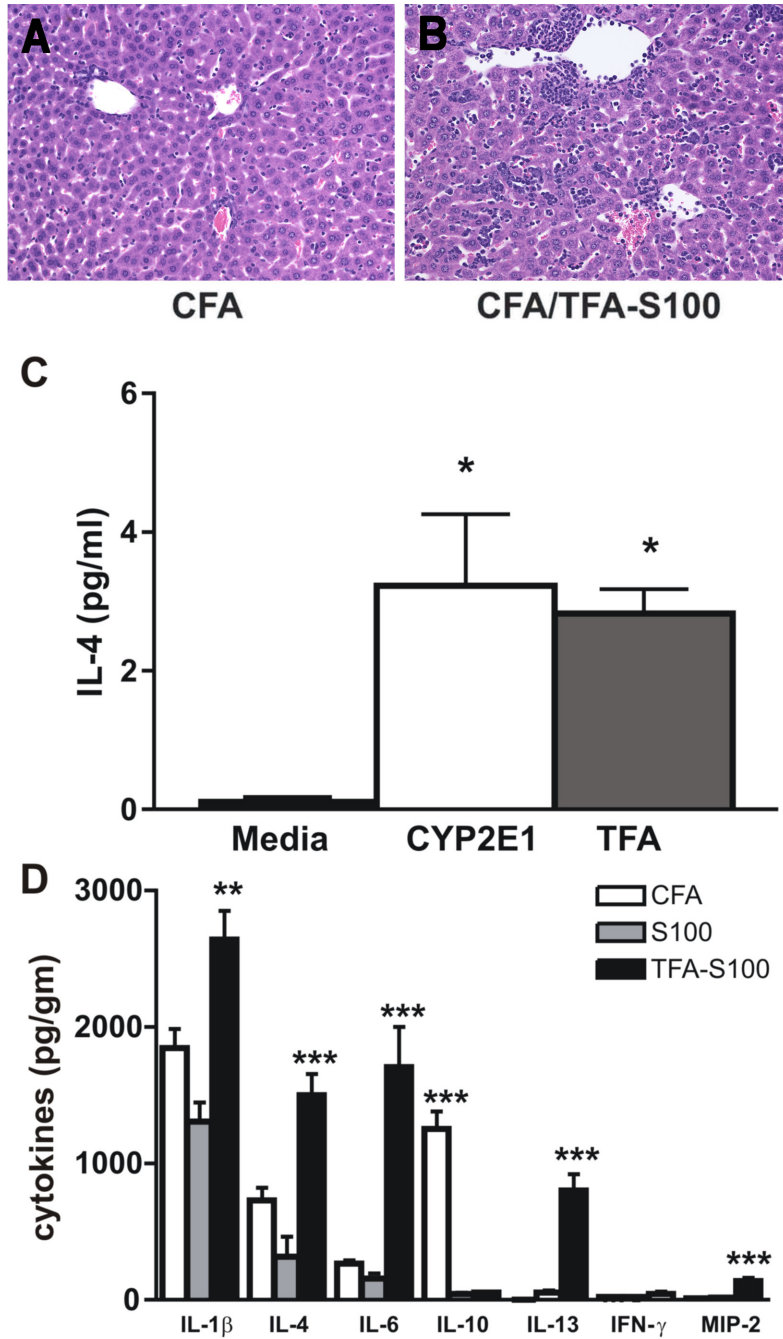 A B
CFA CFA/TFA-S100
C
6
4
2
0
IL-4 (pg/ml)
* *
Media CYP2E1 TFA
D
3000
2000
1000
0
cytokines (pg/gm)
CFA
S100
TFA-S100
** *** *** *** *** ***
IL-1β IL-4 IL-6 IL-10 IL-13 IFN-γ MIP-2